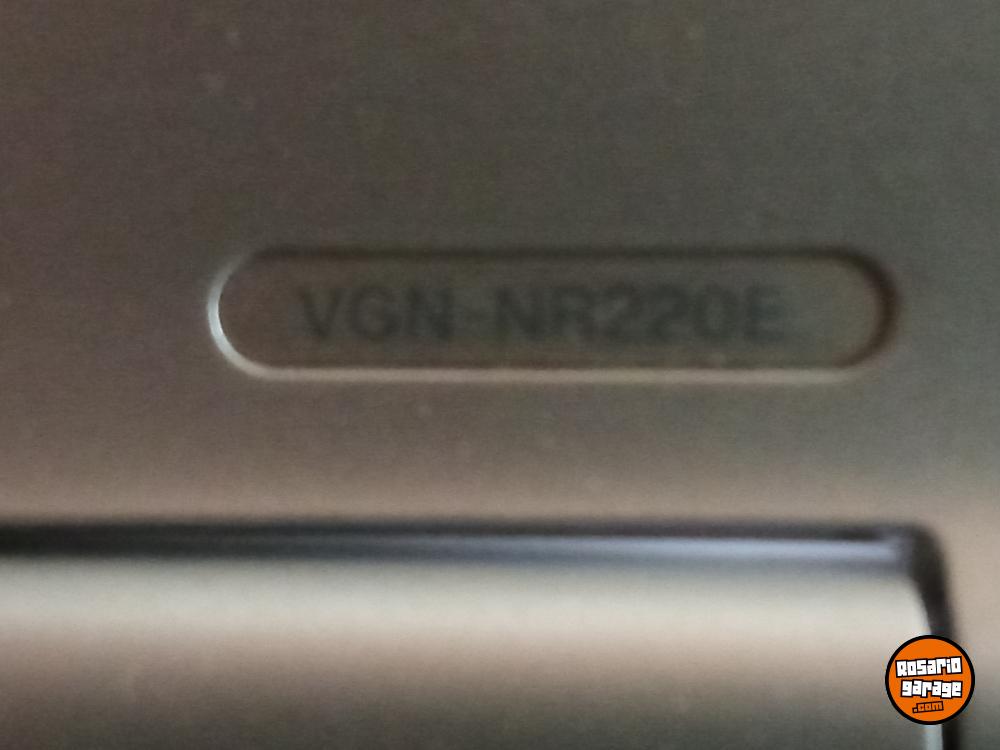 VGN-NR220E
Rosario
garage
.com